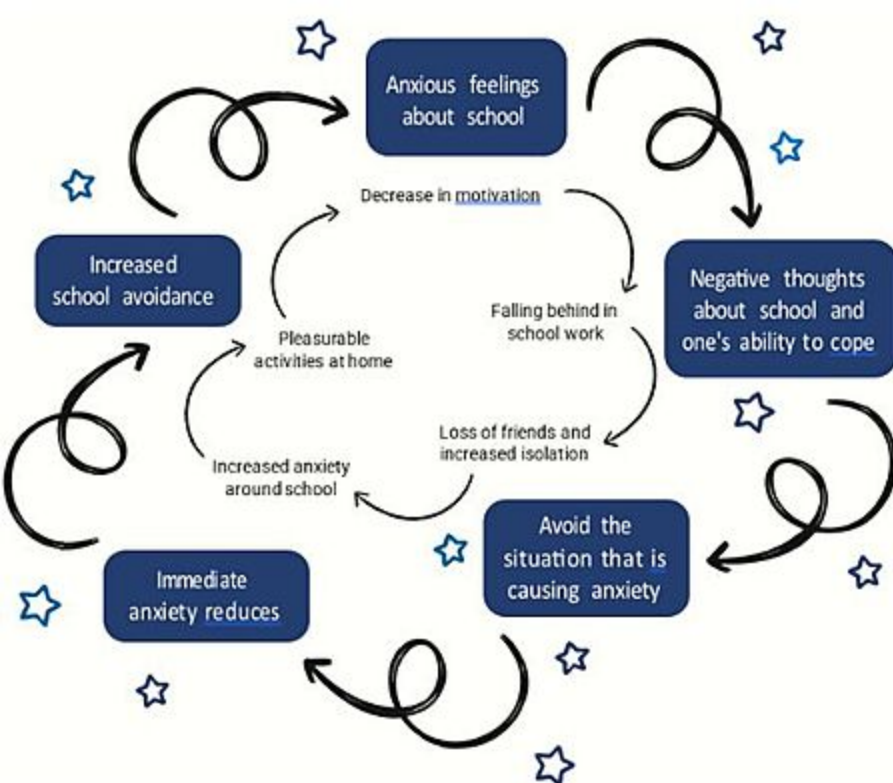 Anxious feelings
about school
Decrease in motivation
Increased
school avoidance
Negative thoughts
about school and
one's ability to cope
Falling behind in
school work
Pleasurable
activities at home
Loss of friends and
increased isolation
Increased anxiety
around school
Avoid the
situation that is
causing anxiety
Immediate
anxiety reduces